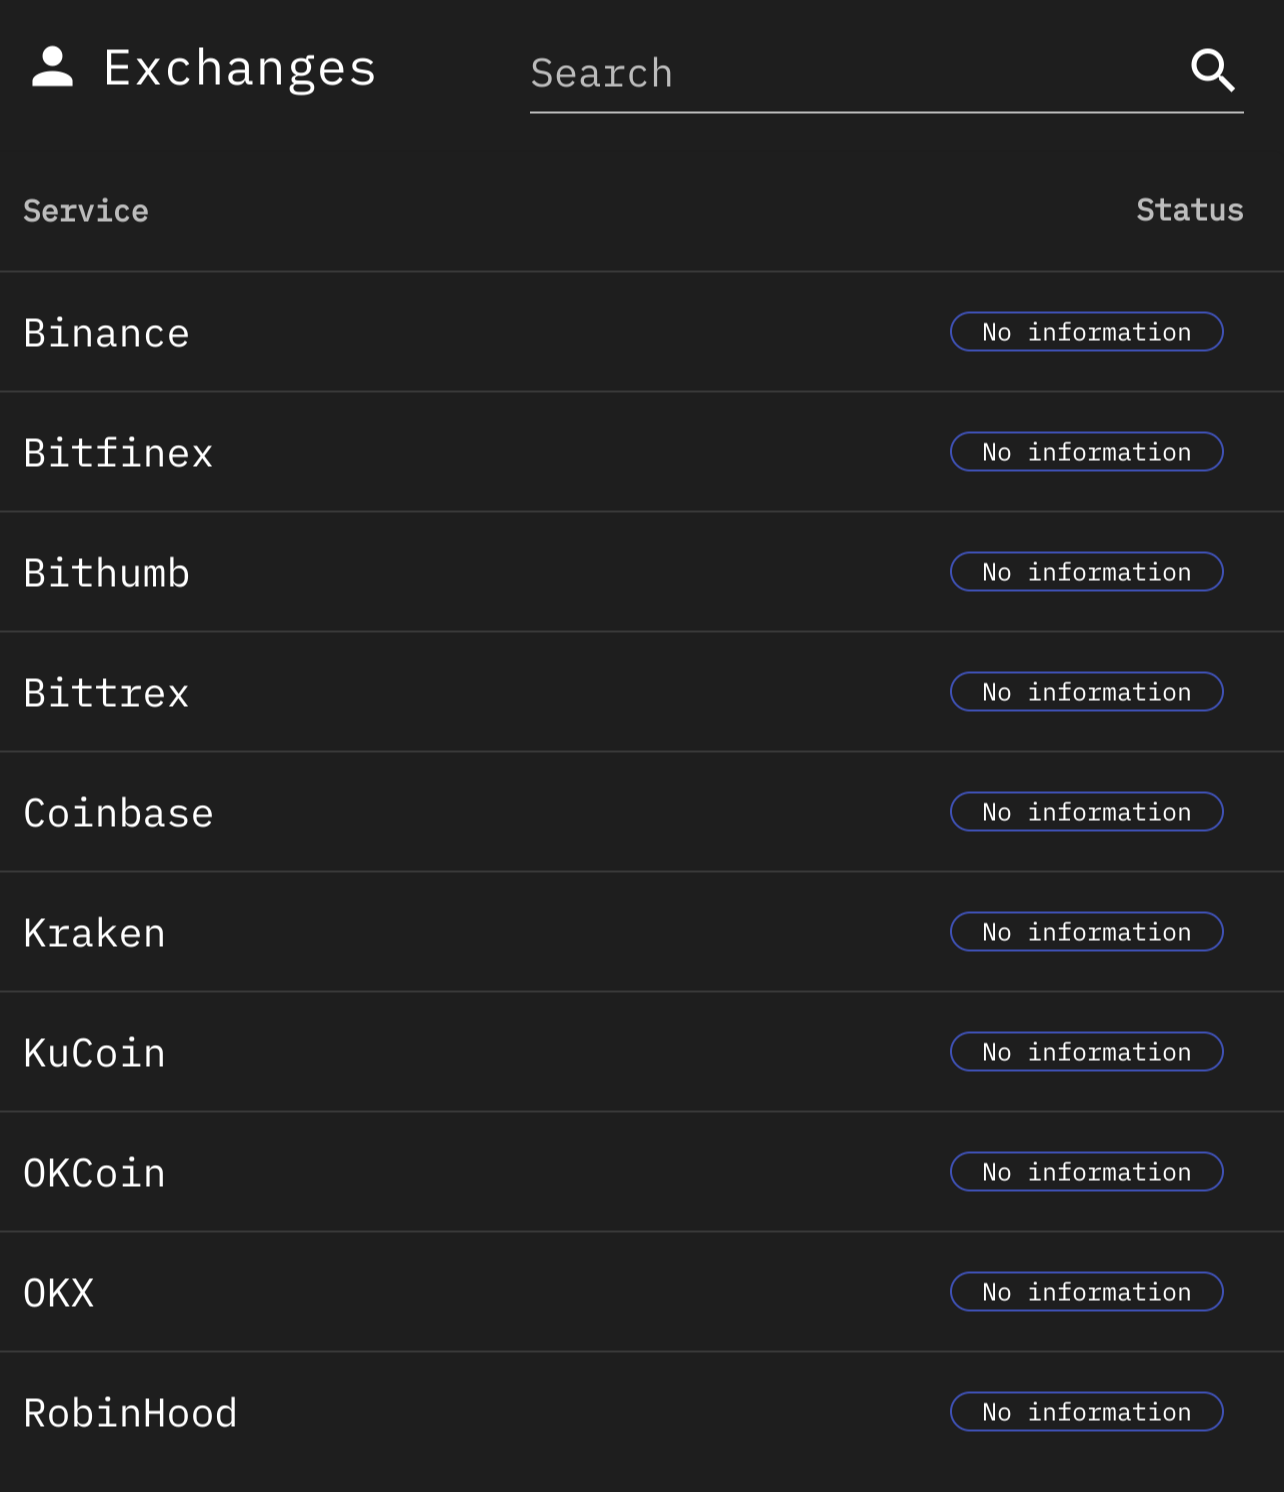 Exchanges
Search
Service Status
Binance No information
Bitfinex No information
Bithumb No information
Bittrex No information
Coinbase No information
Kraken No information
KuCoin No information
OKCoin No information
OKX No information
RobinHood No information